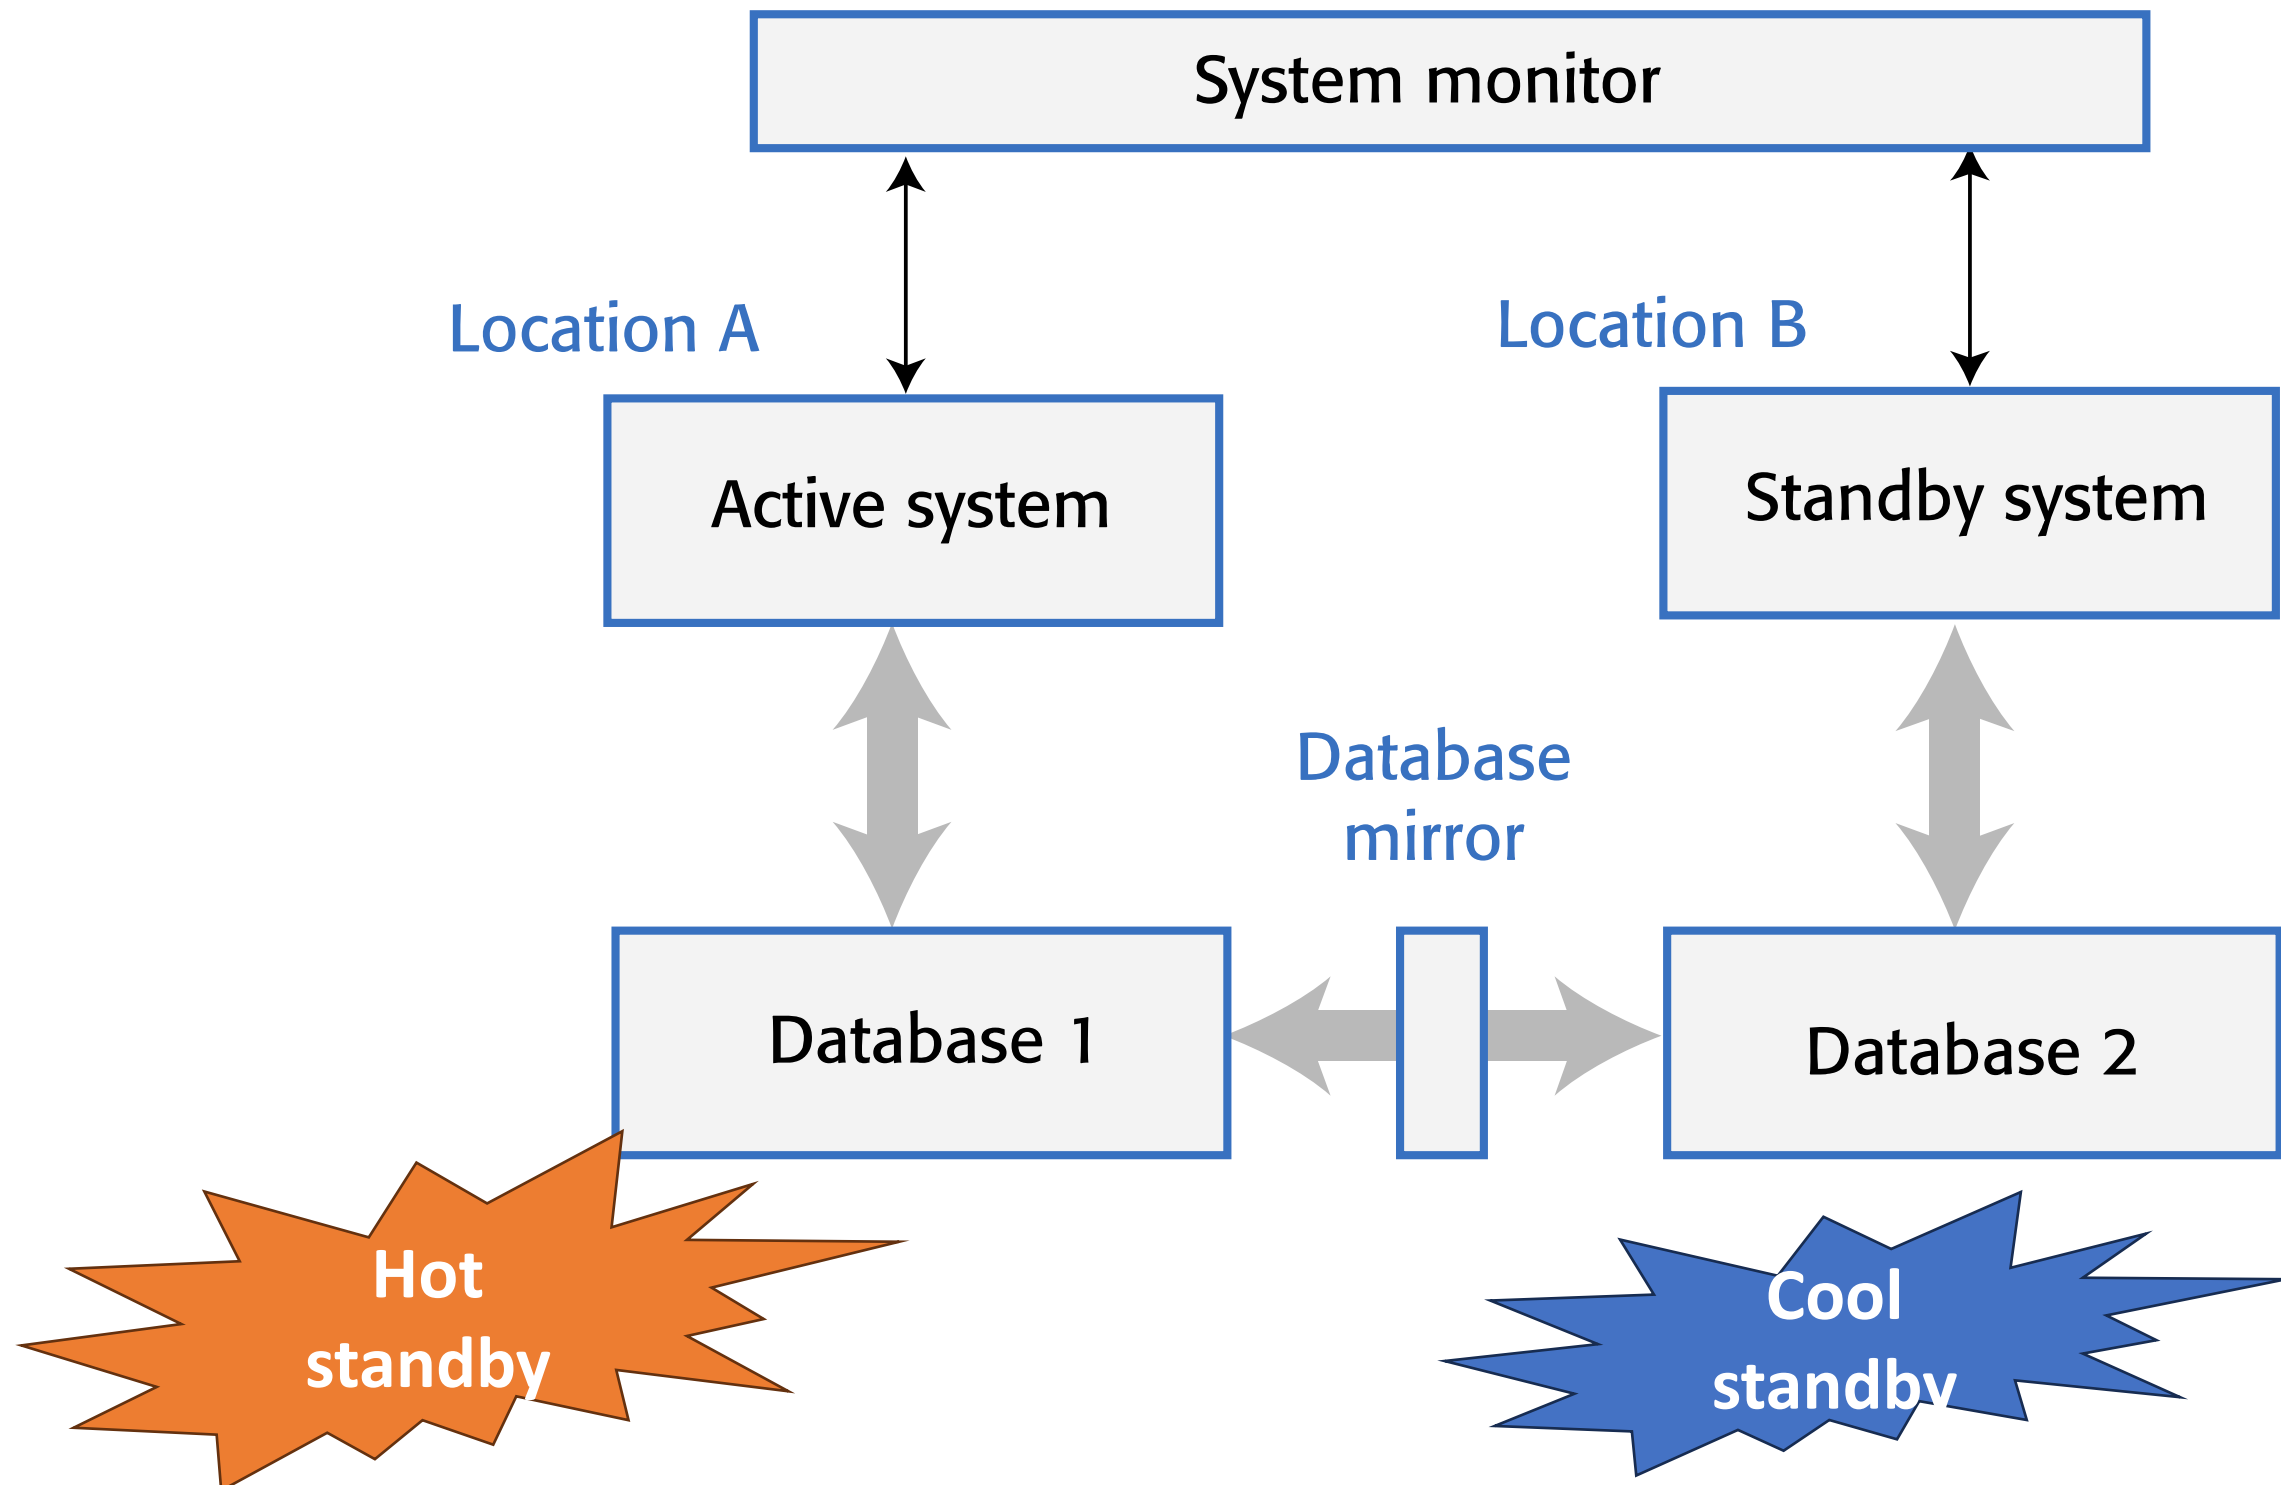 System monitor
Location A
Location B
Active system
Standby system
Database
mirror
Database 1
Database 2
Hot
standby
Cool
standby